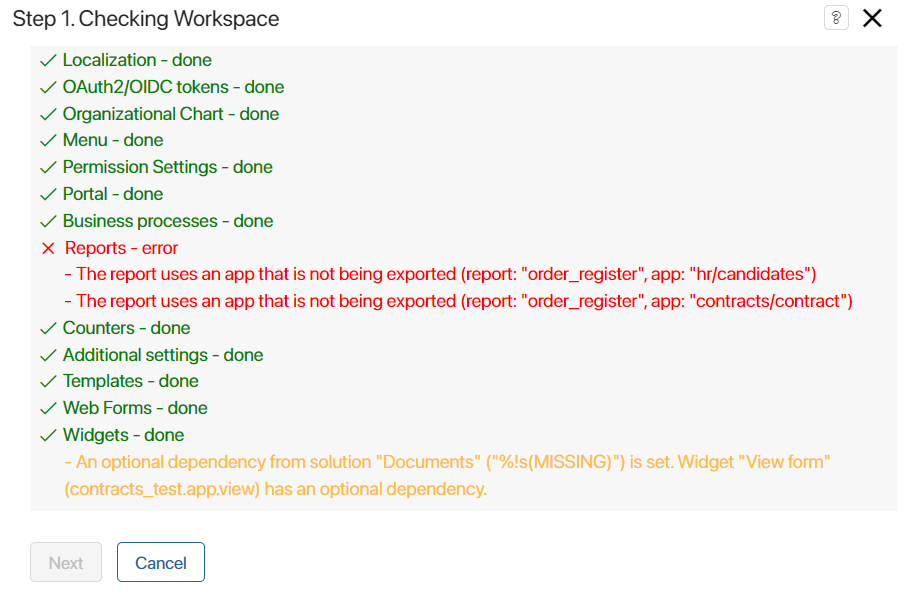 Step 1. Checking Workspace
?
Localization - done
OAuth2/OIDC tokens - done
Organizational Chart - done
Menu - done
Permission Settings - done
Portal - done
Business processes - done
Reports - error
- The report uses an app that is not being exported (report: "order_register", app: "hr/candidates")
- The report uses an app that is not being exported (report: "order_register", app: "contracts/contract")
Counters - done
Additional settings - done
Templates - done
Web Forms - done
Widgets - done
- An optional dependency from solution "Documents" ("%!s(MISSING)") is set. Widget "View form"
(contracts_test.app.view) has an optional dependency.
Next
Cancel